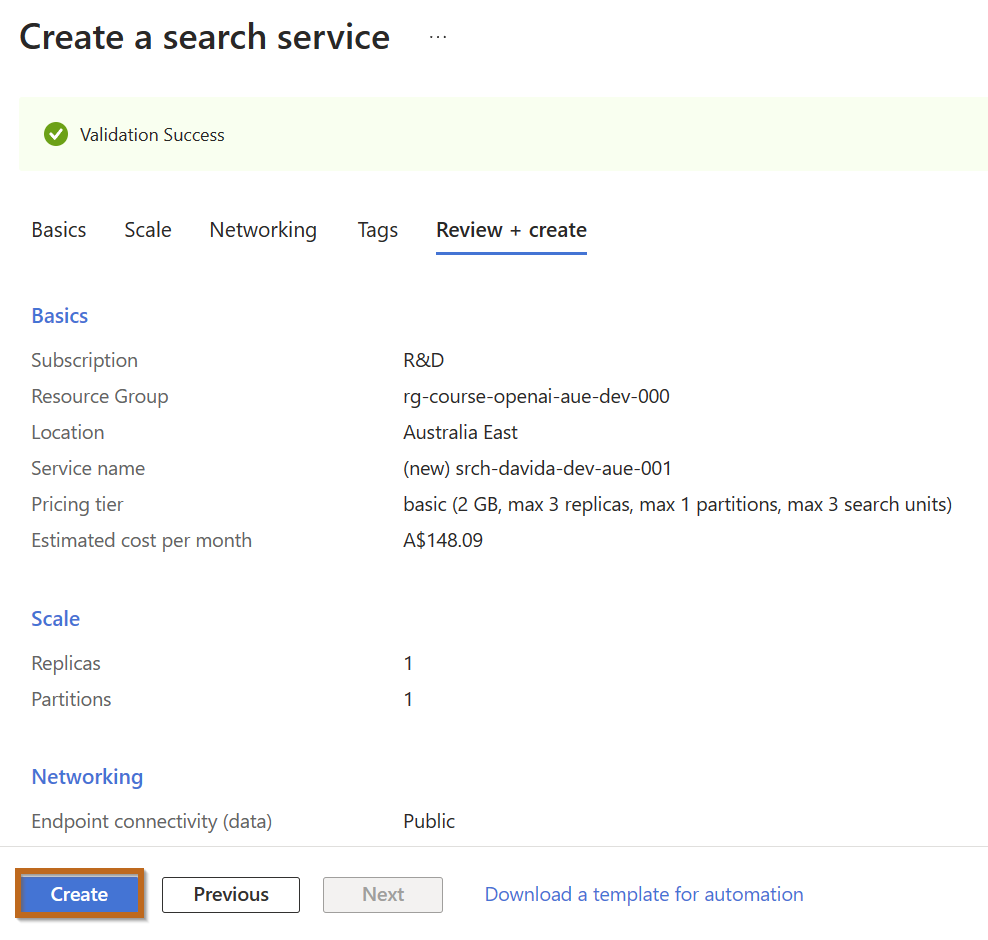 Create a search service ...
Validation Success
Basics Scale Networking Tags Review + create
Basics
Subscription R&D
Resource Group rg-course-openai-aue-dev-000
Location Australia East
Service name (new) srch-davida-dev-aue-001
Pricing tier basic (2 GB, max 3 replicas, max 1 partitions, max 3 search units)
Estimated cost per month A$148.09
Scale
Replicas 1
Partitions 1
Networking
Endpoint connectivity (data) Public
Create Previous Next Download a template for automation